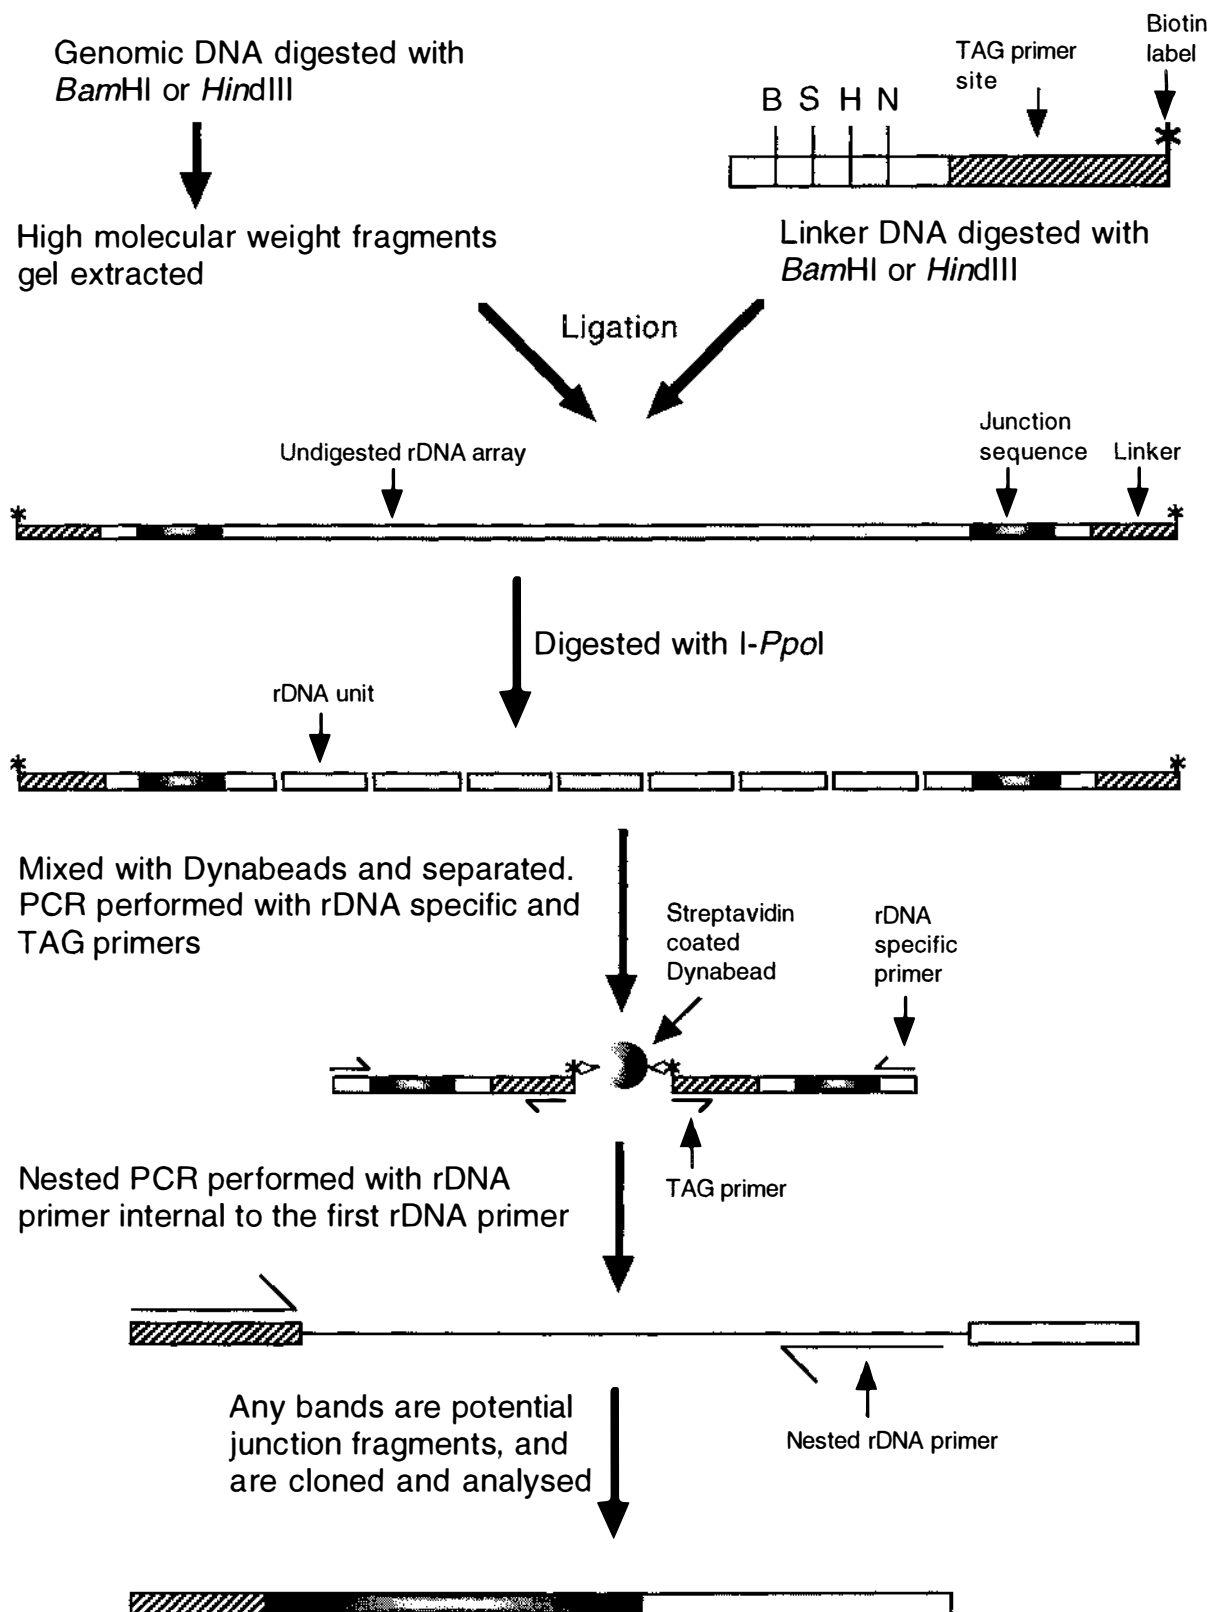 Genomic DNA digested with
BamHI or HindIII
TAG primer
site
Biotin
label
B S H N
*
High molecular weight fragments
gel extracted
Linker DNA digested with
BamHI or HindIII
Ligation
Undigested rDNA array
Junction
sequence
Linker
* *
Digested with I-PpoI
rDNA unit
* *
Mixed with Dynabeads and separated.
PCR performed with rDNA specific and
TAG primers
Streptavidin
coated
Dynabead
rDNA
specific
primer
* *
TAG primer
Nested PCR performed with rDNA
primer internal to the first rDNA primer
Nested rDNA primer
Any bands are potential
junction fragments, and
are cloned and analysed